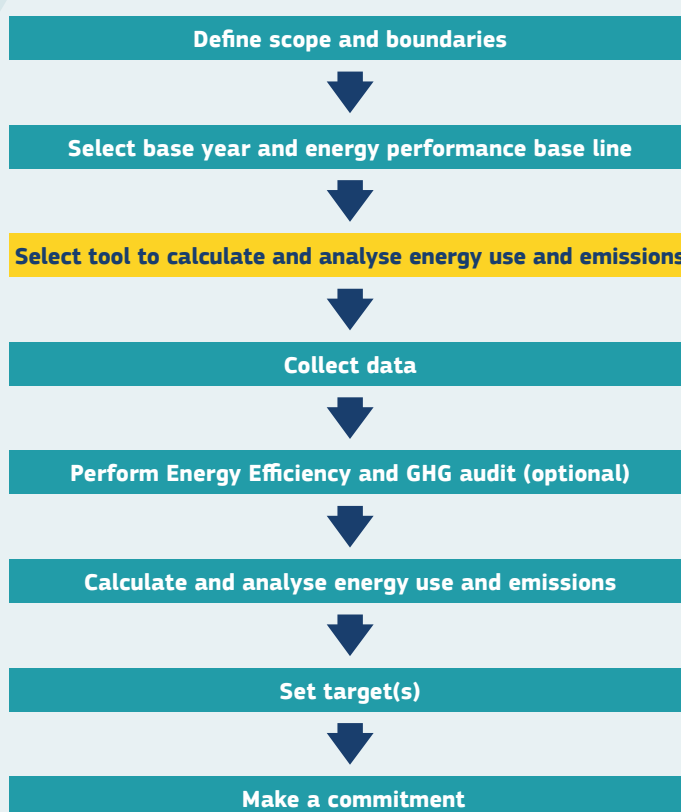 Define scope and boundaries
Select base year and energy performance base line
Select tool to calculate and analyse energy use and emissions
Collect data
Perform Energy Efficiency and GHG audit (optional)
Calculate and analyse energy use and emissions
Set target(s)
Make a commitment